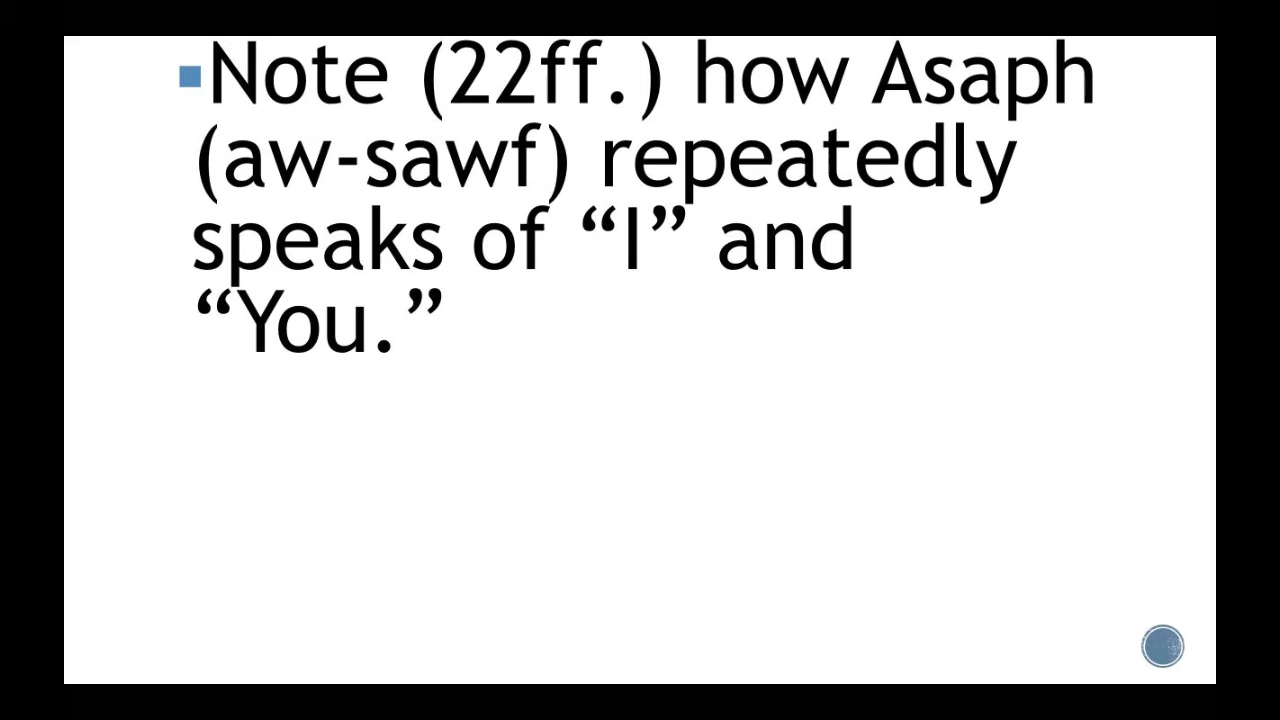 Note (22ff.) how Asaph
(aw-sawf) repeatedly
speaks of “I” and
“You.”